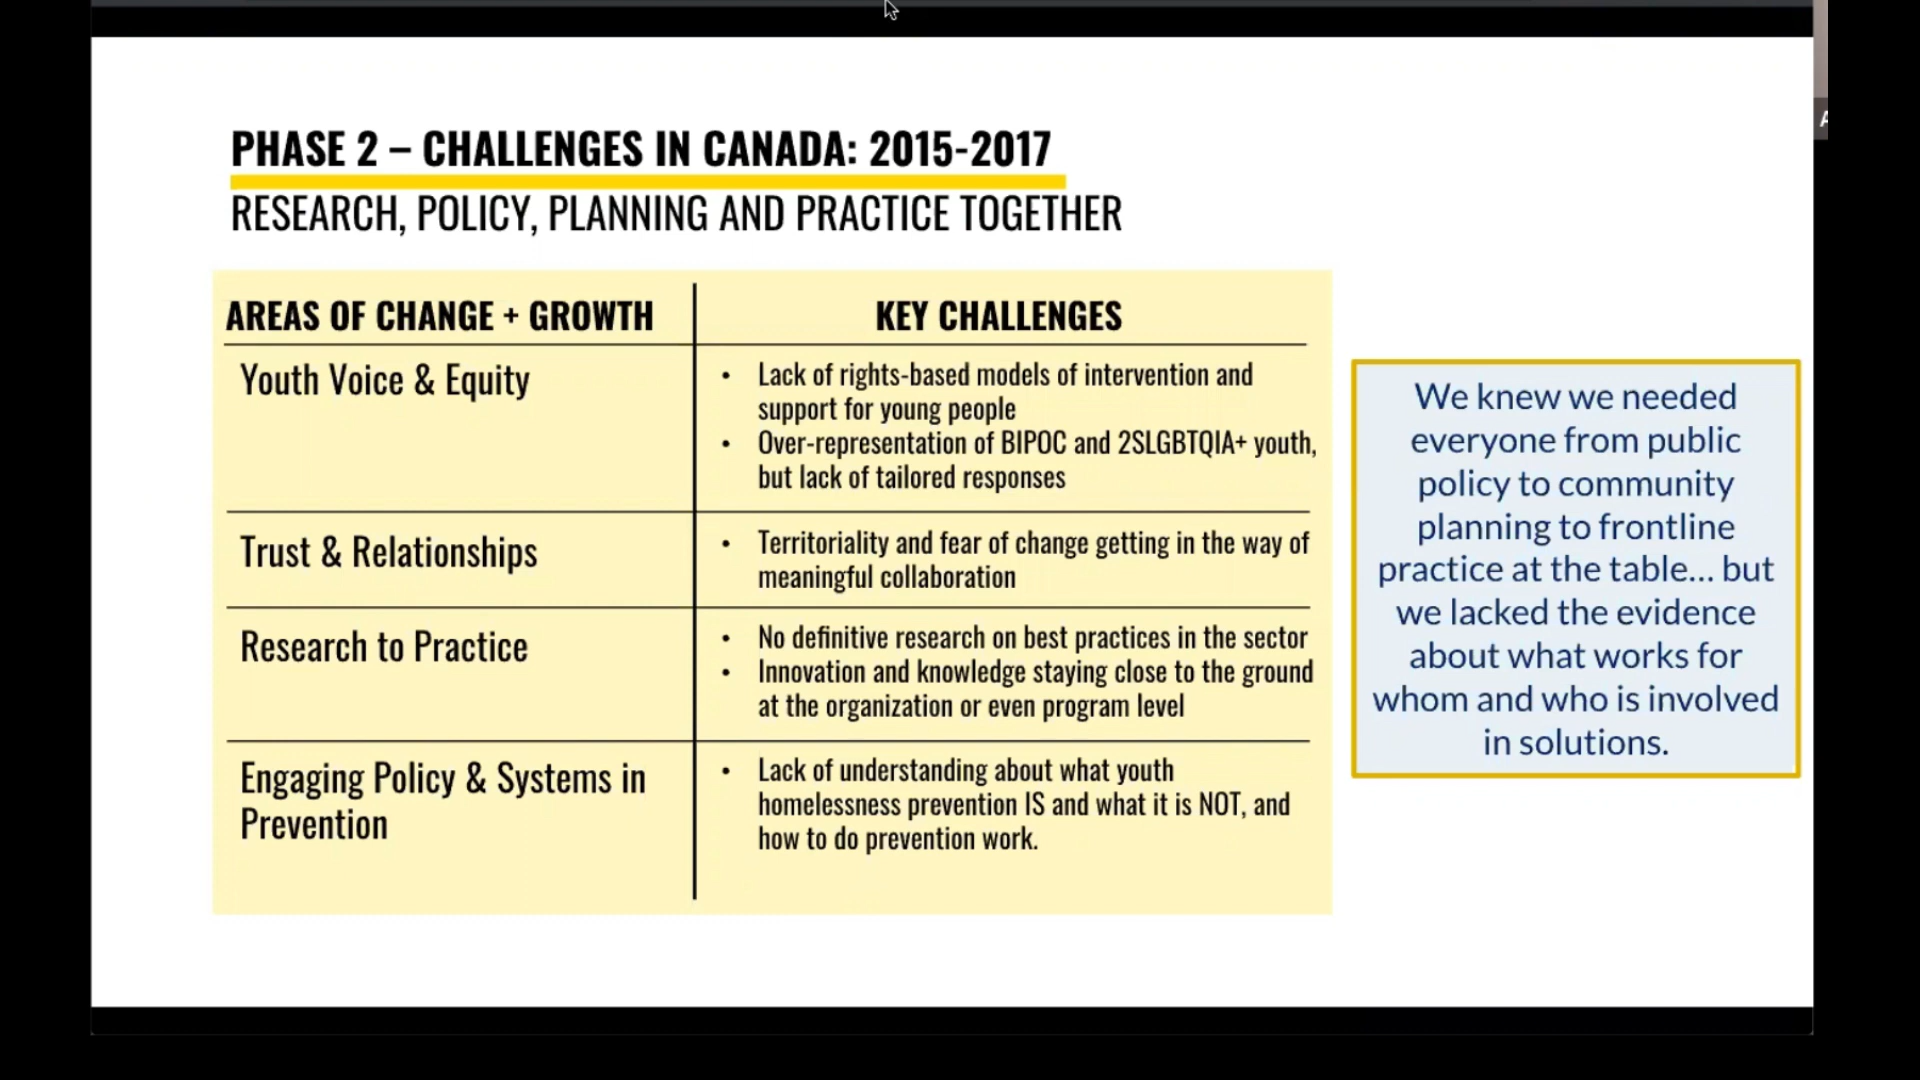 PHASE 2 – CHALLENGES IN CANADA: 2015-2017
RESEARCH, POLICY, PLANNING AND PRACTICE TOGETHER
AREAS OF CHANGE + GROWTH
KEY CHALLENGES
Youth Voice & Equity
• Lack of rights-based models of intervention and
support for young people
• Over-representation of BIPOC and 2SLGBTQIA+ youth,
but lack of tailored responses
Trust & Relationships
• Territoriality and fear of change getting in the way of
meaningful collaboration
Research to Practice
• No definitive research on best practices in the sector
• Innovation and knowledge staying close to the ground
at the organization or even program level
Engaging Policy & Systems in
Prevention
• Lack of understanding about what youth
homelessness prevention IS and what it is NOT, and
how to do prevention work.
We knew we needed
everyone from public
policy to community
planning to frontline
practice at the table... but
we lacked the evidence
about what works for
whom and who is involved
in solutions.